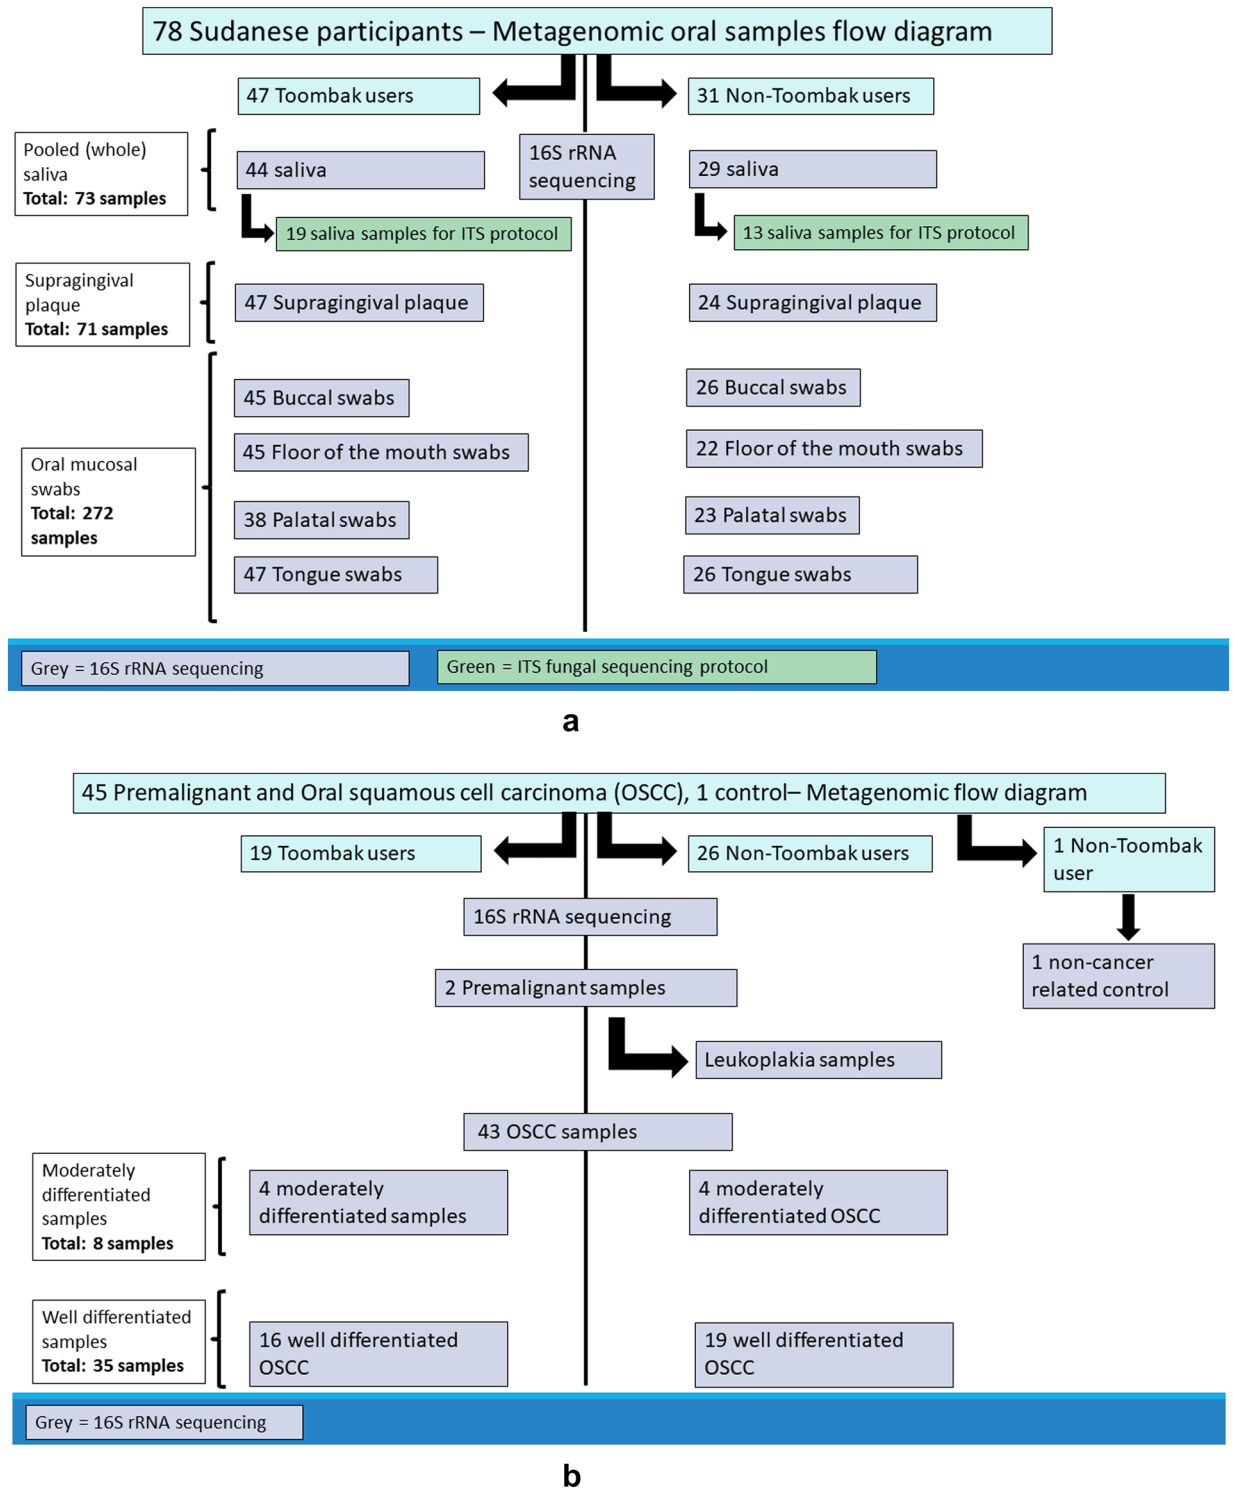 78 Sudanese participants – Metagenomic oral samples flow diagram
47 Toombak users
31 Non-Toombak users
Pooled (whole)
saliva
Total: 73 samples
44 saliva
16S rRNA
sequencing
29 saliva
19 saliva samples for ITS protocol
13 saliva samples for ITS protocol
Supragingival
plaque
Total: 71 samples
47 Supragingival plaque
24 Supragingival plaque
45 Buccal swabs
26 Buccal swabs
45 Floor of the mouth swabs
22 Floor of the mouth swabs
Oral mucosal
swabs
Total: 272
samples
38 Palatal swabs
23 Palatal swabs
47 Tongue swabs
26 Tongue swabs
Grey = 16S rRNA sequencing
Green = ITS fungal sequencing protocol
a
45 Premalignant and Oral squamous cell carcinoma (OSCC), 1 control– Metagenomic flow diagram
19 Toombak users
26 Non-Toombak users
1 Non-Toombak
user
16S rRNA sequencing
2 Premalignant samples
1 non-cancer
related control
Leukoplakia samples
43 OSCC samples
Moderately
differentiated
samples
Total: 8 samples
4 moderately
differentiated samples
4 moderately
differentiated OSCC
Well differentiated
samples
Total: 35 samples
16 well differentiated
OSCC
19 well differentiated
OSCC
Grey = 16S rRNA sequencing
b